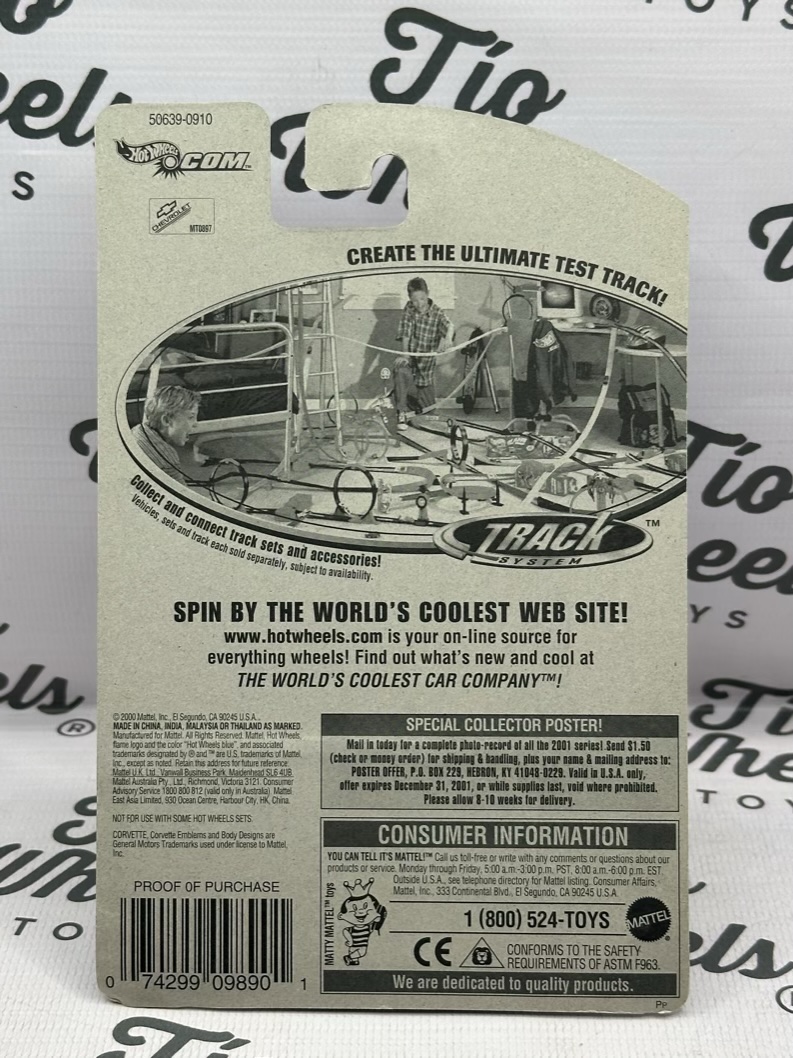 Tío
Wheels
TOYS
50639-0910
HOT WHEELS
.COM™
CHEVROLET
MT0897
CREATE THE ULTIMATE TEST TRACK!
Collect and connect track sets and accessories!
Vehicles, sets and track each sold separately, subject to availability.
TRACK™
SYSTEM
SPIN BY THE WORLD'S COOLEST WEB SITE!
www.hotwheels.com is your on-line source for
everything wheels! Find out what's new and cool at
THE WORLD'S COOLEST CAR COMPANY™!
© 2000 Mattel, Inc., El Segundo, CA 90245 U.S.A..
MADE IN CHINA, INDIA, MALAYSIA OR THAILAND AS MARKED.
Manufactured for Mattel. All Rights Reserved. Mattel, Hot Wheels,
flame logo and the color "Hot Wheels blue", and associated
trademarks designated by ® and ™ are U.S. trademarks of Mattel,
Inc., except as noted. Retain this address for future reference:
Mattel U.K. Ltd., Vanwall Business Park, Maidenhead SL6 4UB.
Mattel Australia Pty., Ltd., Richmond, Victoria 3121. Consumer
Advisory Service 1800 800 812 (valid only in Australia). Mattel
East Asia Limited, 930 Ocean Centre, Harbour City, HK, China.
NOT FOR USE WITH SOME HOT WHEELS SETS.
CORVETTE, Corvette Emblems and Body Designs are
General Motors Trademarks used under license to Mattel,
Inc.
PROOF OF PURCHASE
0 74299 09890 1
SPECIAL COLLECTOR POSTER!
Mail in today for a complete photo-record of all the 2001 series! Send $1.50
(check or money order) for shipping & handling, plus your name & mailing address to:
POSTER OFFER, P.O. BOX 229, HEBRON, KY 41048-0229. Valid in U.S.A. only,
offer expires December 31, 2001, or while supplies last, void where prohibited.
Please allow 8-10 weeks for delivery.
CONSUMER INFORMATION
YOU CAN TELL IT'S MATTEL!™ Call us toll-free or write with any comments or questions about our
products or service. Monday through Friday, 5:00 a.m.-3:00 p.m. PST, 8:00 a.m.-6:00 p.m. EST.
Outside U.S.A., see telephone directory for Mattel listing. Consumer Affairs,
Mattel, Inc., 333 Continental Blvd., El Segundo, CA 90245 U.S.A.
MATTY MATTEL™ toys
1 (800) 524-TOYS
MATTEL
CE
CONFORMS TO THE SAFETY
REQUIREMENTS OF ASTM F963.
We are dedicated to quality products.
PP